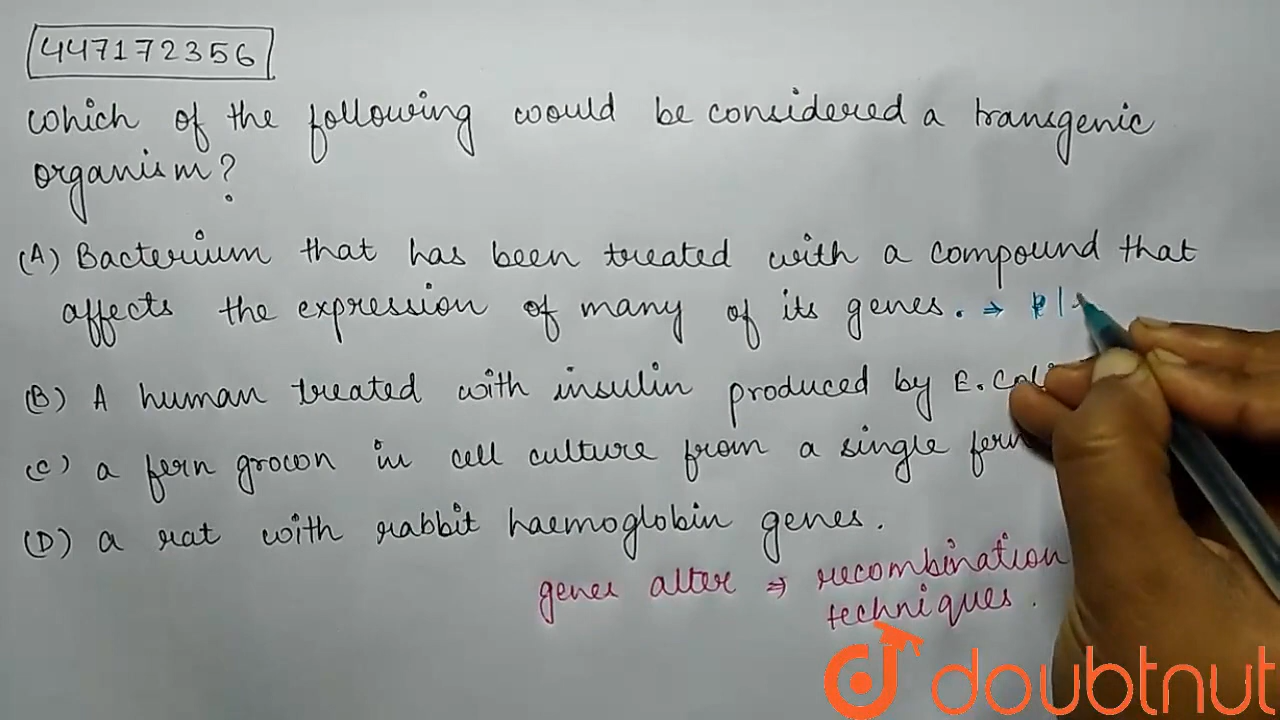 447172356
Which of the following would be considered a transgenic
organism?
(A) Bacterium that has been treated with a compound that
affects the expression of many of its genes. ⇒
(B) A human treated with insulin produced by E. Coli
(C) a fern grown in cell culture from a single fern
(D) a rat with rabbit haemoglobin genes.
genes alter ⇒ recombination
techniques.
doubtnut